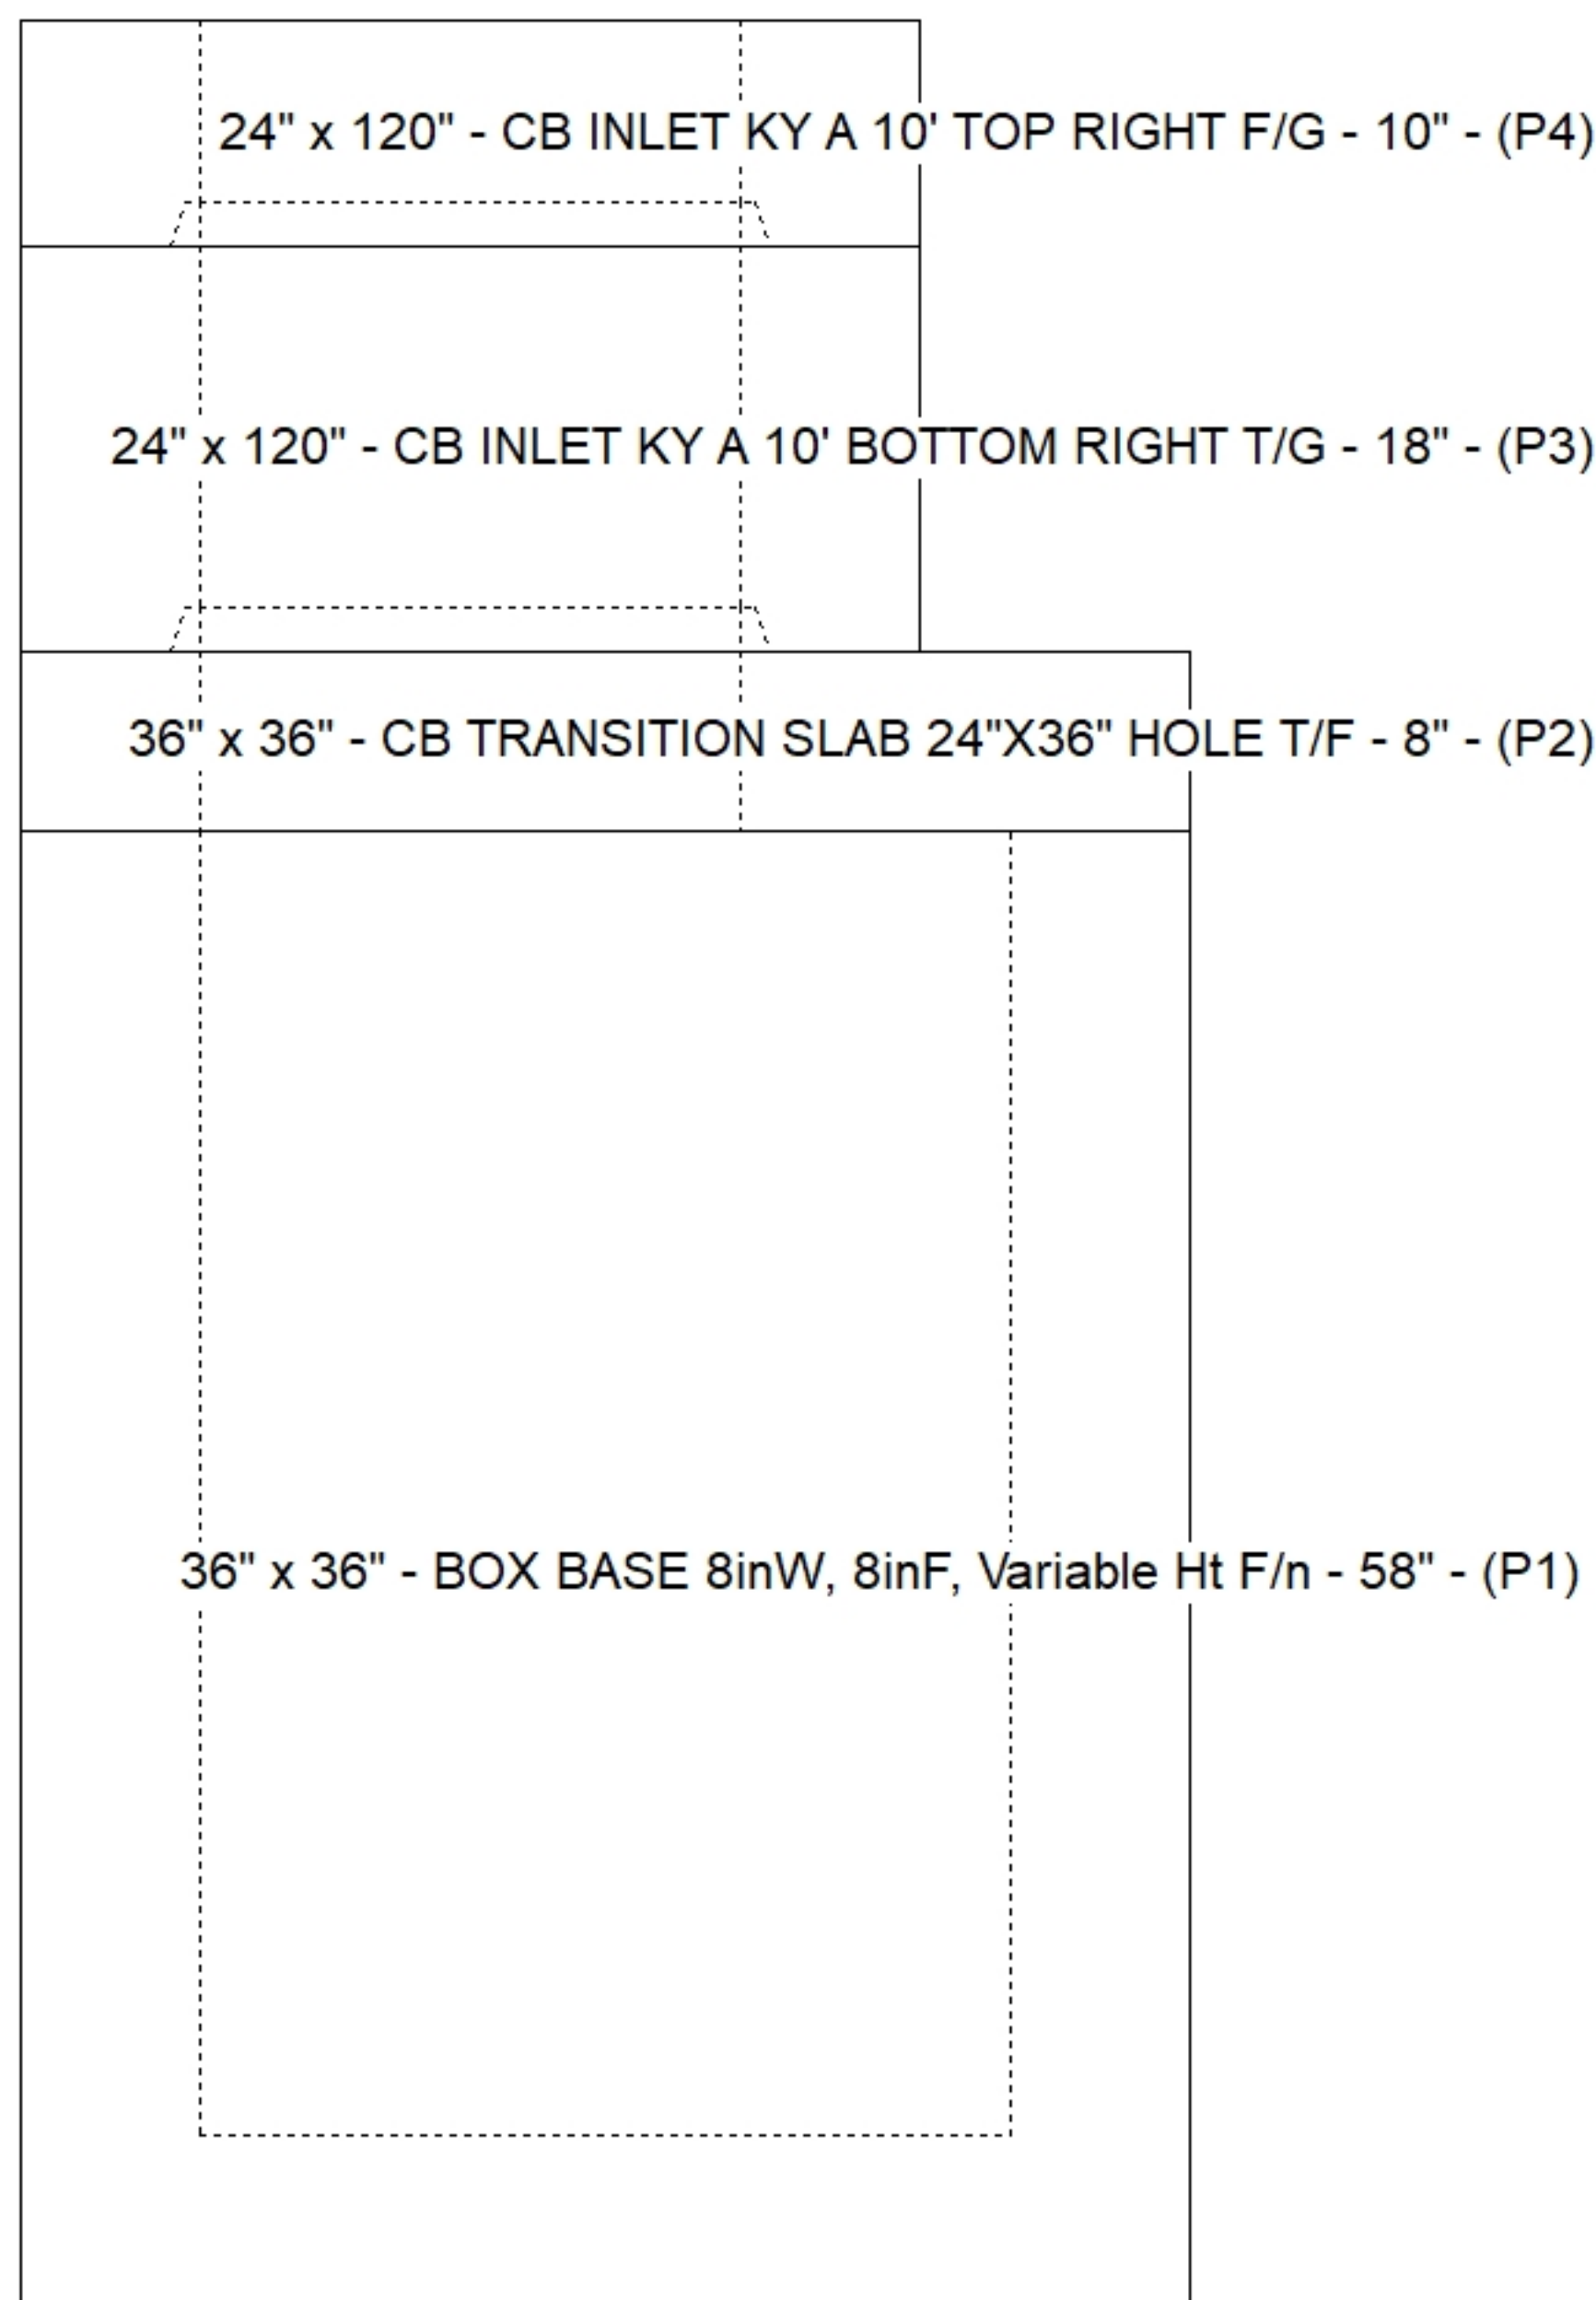 24" x 120" - CB INLET KY A 10' TOP RIGHT F/G - 10" - (P4)
24" x 120" - CB INLET KY A 10' BOTTOM RIGHT T/G - 18" - (P3)
36" x 36" - CB TRANSITION SLAB 24"X36" HOLE T/F - 8" - (P2)
36" x 36" - BOX BASE 8inW, 8inF, Variable Ht F/n - 58" - (P1)